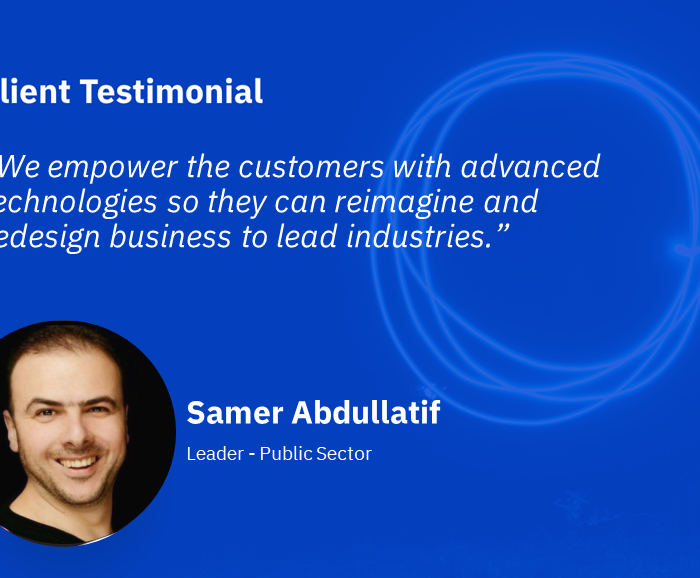 lient Testimonial
We empower the customers with advanced
echnologies so they can reimagine and
edesign business to lead industries.”
Samer Abdullatif
Leader - Public Sector